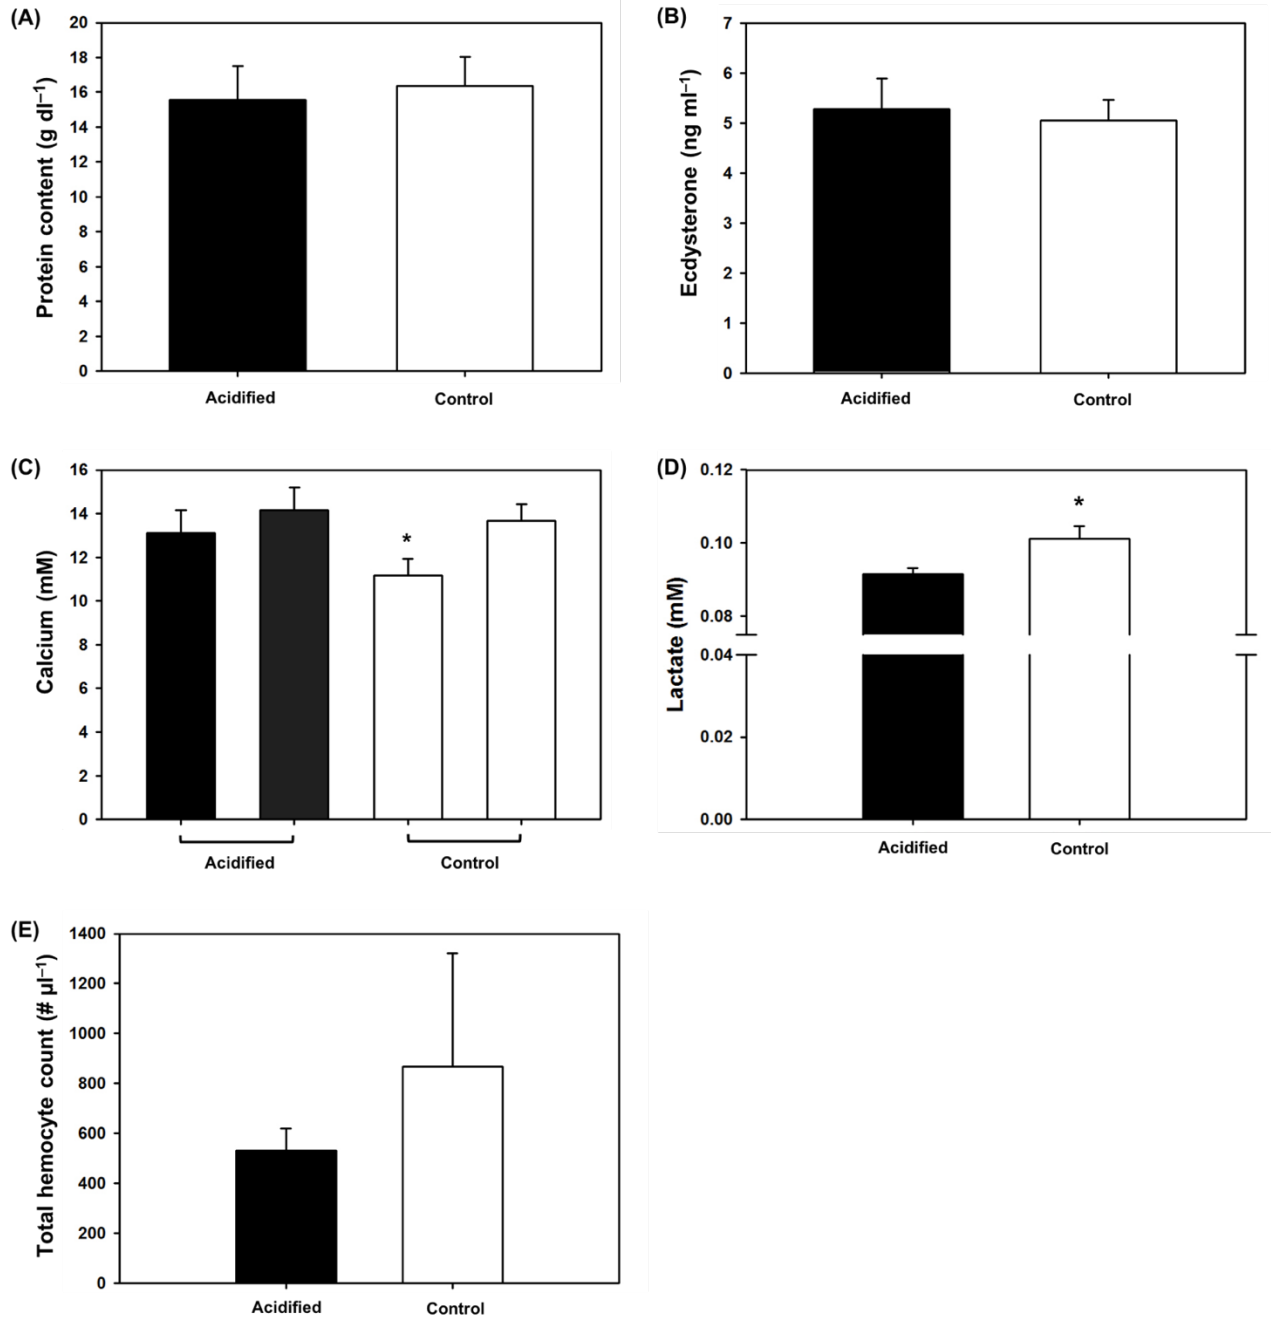 (A)
Protein content (g dl⁻¹)
20
18
16
14
12
10
8
6
4
2
0
Acidified Control
(B)
Ecdysterone (ng ml⁻¹)
7
6
5
4
3
2
1
0
Acidified Control
(C)
Calcium (mM)
16
14
12
10
8
6
4
2
0
*
Acidified Control
(D)
Lactate (mM)
0.12
0.10
0.08
0.04
0.02
0.00
*
Acidified Control
(E)
Total hemocyte count (# µl⁻¹)
1400
1200
1000
800
600
400
200
0
Acidified Control